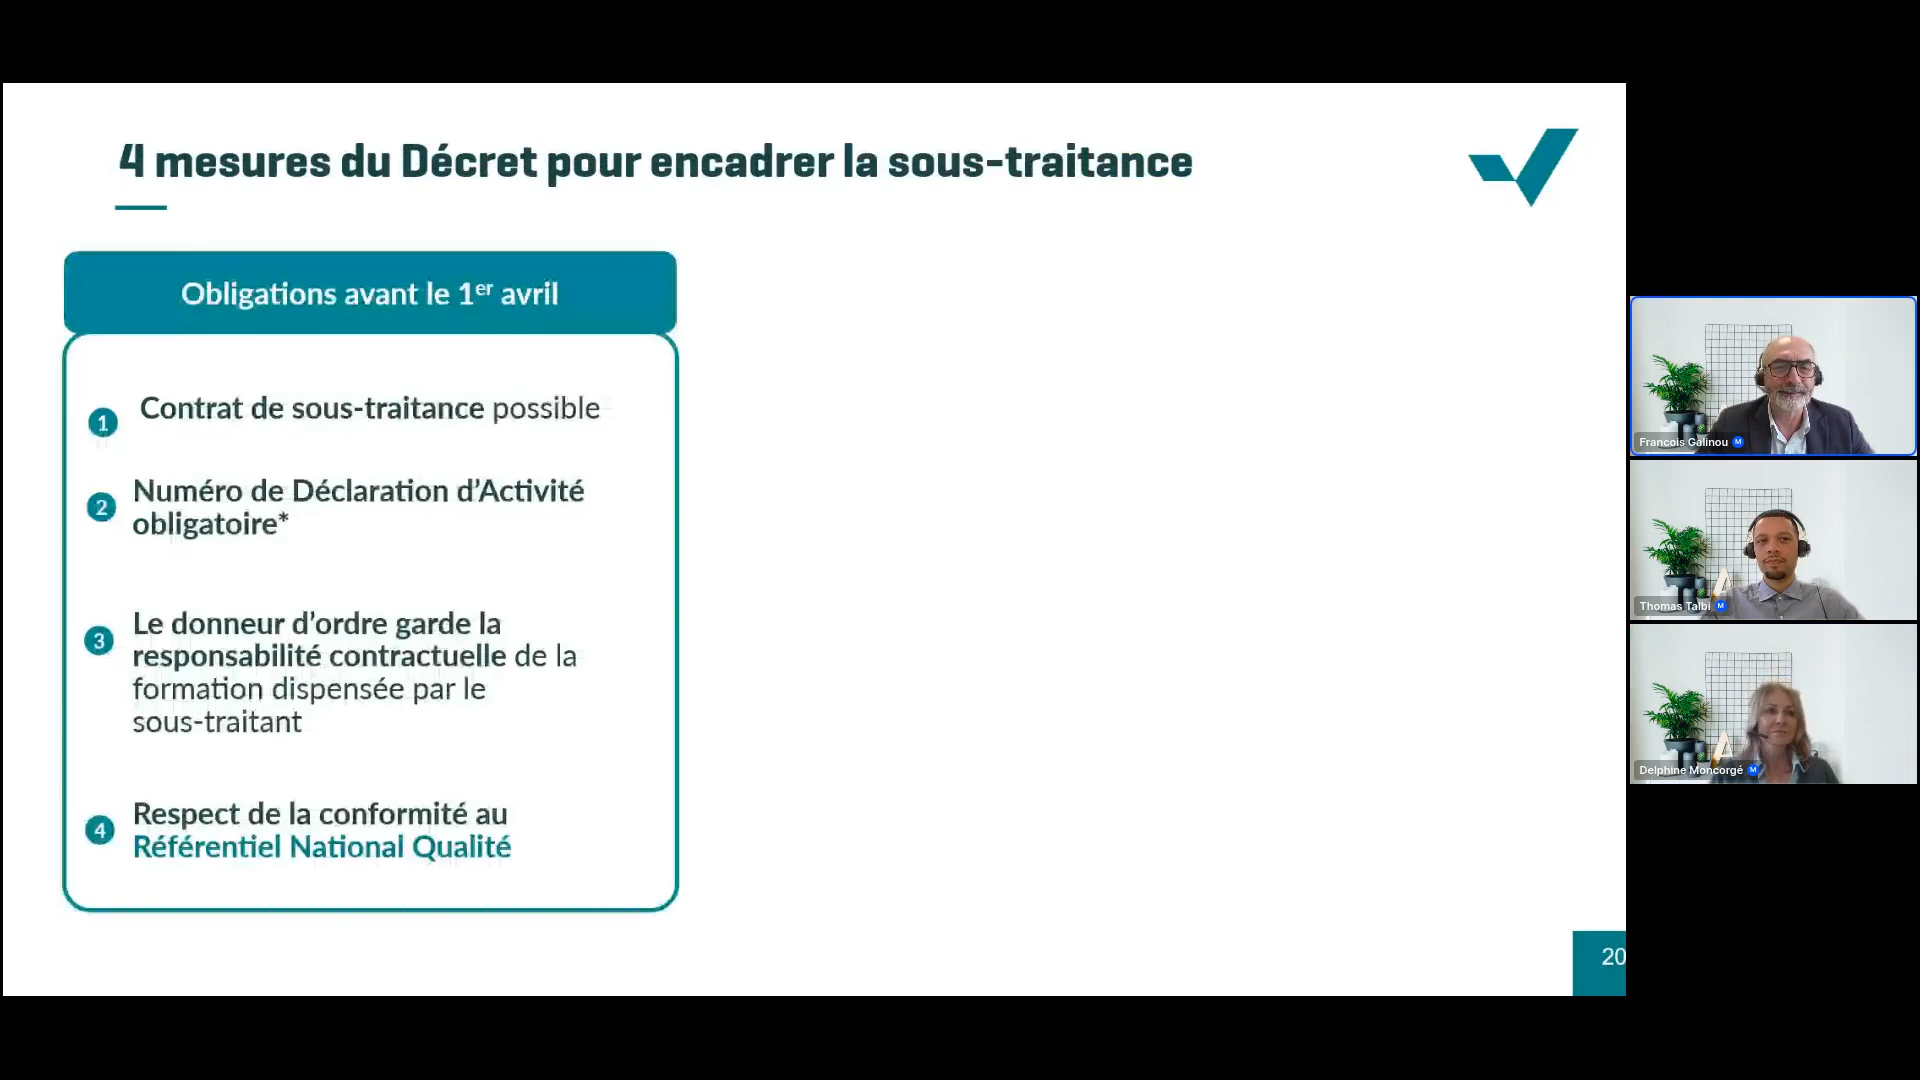 4 mesures du Décret pour encadrer la sous-traitance
Obligations avant le 1er avril
1 Contrat de sous-traitance possible
2 Numéro de Déclaration d’Activité
obligatoire*
3 Le donneur d’ordre garde la
responsabilité contractuelle de la
formation dispensée par le
sous-traitant
4 Respect de la conformité au
Référentiel National Qualité
20
Francois Galinou M
Thomas Talbi M
Delphine Moncorgé M